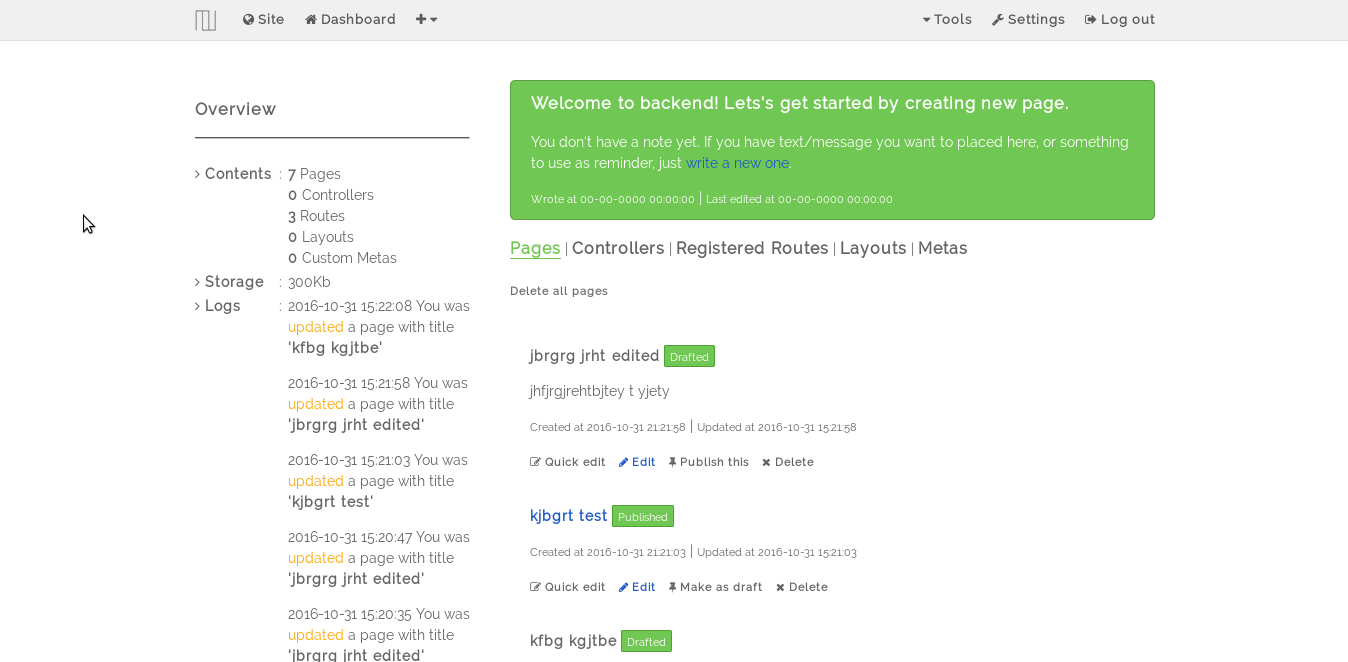 Site Dashboard Tools Settings Log out
Overview
Contents : 7 Pages
0 Controllers
3 Routes
0 Layouts
0 Custom Metas
Storage : 300Kb
Logs : 2016-10-31 15:22:08 You was
updated a page with title
'kfbg kgjtbe'
2016-10-31 15:21:58 You was
updated a page with title
'jbrgrg jrht edited'
2016-10-31 15:21:03 You was
updated a page with title
'kjbgrt test'
2016-10-31 15:20:47 You was
updated a page with title
'jbrgrg jrht edited'
2016-10-31 15:20:35 You was
updated a page with title
'jbrgrg jrht edited'
Welcome to backend! Lets's get started by creating new page.
You don't have a note yet. If you have text/message you want to placed here, or something
to use as reminder, just write a new one.
Wrote at 00-00-0000 00:00:00 | Last edited at 00-00-0000 00:00:00
Pages | Controllers | Registered Routes | Layouts | Metas
Delete all pages
jbrgrg jrht edited Drafted
jhfjrgjrehtbjtey t yjety
Created at 2016-10-31 21:21:58 | Updated at 2016-10-31 15:21:58
Quick edit Edit Publish this Delete
kjbgrt test Published
Created at 2016-10-31 21:21:03 | Updated at 2016-10-31 15:21:03
Quick edit Edit Make as draft Delete
kfbg kgjtbe Drafted